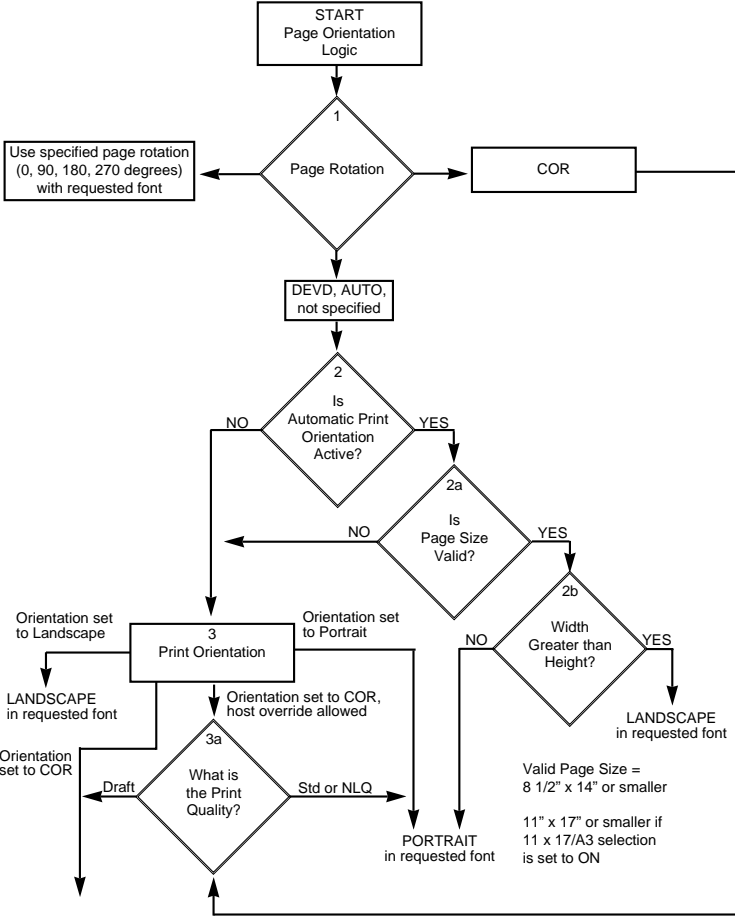 START
Page Orientation
Logic
1
Page Rotation
Use specified page rotation
(0, 90, 180, 270 degrees)
with requested font
COR
DEVD, AUTO,
not specified
2
Is
Automatic Print
Orientation
Active?
NO
YES
2a
Is
Page Size
Valid?
NO
YES
2b
Width
Greater than
Height?
NO
YES
Orientation set
to Landscape
3
Print Orientation
Orientation set
to Portrait
LANDSCAPE
in requested font
Orientation set to COR,
host override allowed
LANDSCAPE
in requested font
Orientation
set to COR
3a
What is
the Print
Quality?
Draft
Std or NLQ
Valid Page Size =
8 1/2” x 14” or smaller
11” x 17” or smaller if
11 x 17/A3 selection
is set to ON
PORTRAIT
in requested font